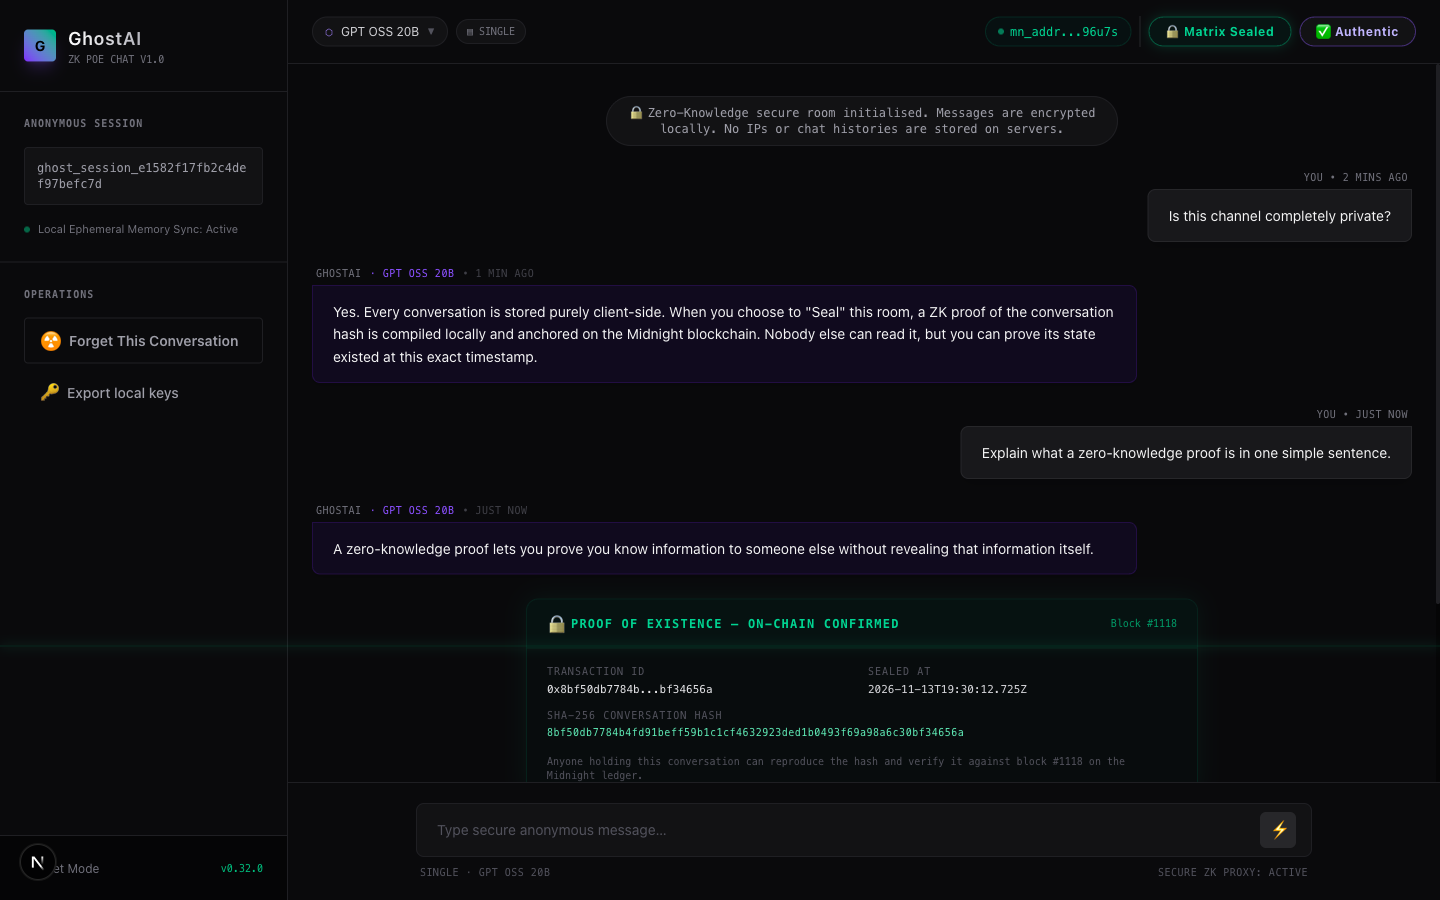 G
GhostAI
ZK POE CHAT V1.0
ANONYMOUS SESSION
ghost_session_e1582f17fb2c4de
f97befc7d
Local Ephemeral Memory Sync: Active
OPERATIONS
Forget This Conversation
Export local keys
et Mode
v0.32.0
GPT OSS 20B
SINGLE
mn_addr...96u7s
Matrix Sealed
Authentic
Zero-Knowledge secure room initialised. Messages are encrypted
locally. No IPs or chat histories are stored on servers.
YOU • 2 MINS AGO
Is this channel completely private?
GHOSTAI · GPT OSS 20B • 1 MIN AGO
Yes. Every conversation is stored purely client-side. When you choose to "Seal" this room, a ZK proof of the conversation
hash is compiled locally and anchored on the Midnight blockchain. Nobody else can read it, but you can prove its state
existed at this exact timestamp.
YOU • JUST NOW
Explain what a zero-knowledge proof is in one simple sentence.
GHOSTAI · GPT OSS 20B • JUST NOW
A zero-knowledge proof lets you prove you know information to someone else without revealing that information itself.
PROOF OF EXISTENCE — ON-CHAIN CONFIRMED
Block #1118
TRANSACTION ID
0x8bf50db7784b...bf34656a
SEALED AT
2026-11-13T19:30:12.725Z
SHA-256 CONVERSATION HASH
8bf50db7784b4fd91beff59b1c1cf4632923ded1b0493f69a98a6c30bf34656a
Anyone holding this conversation can reproduce the hash and verify it against block #1118 on the
Midnight ledger.
Type secure anonymous message...
SINGLE · GPT OSS 20B
SECURE ZK PROXY: ACTIVE